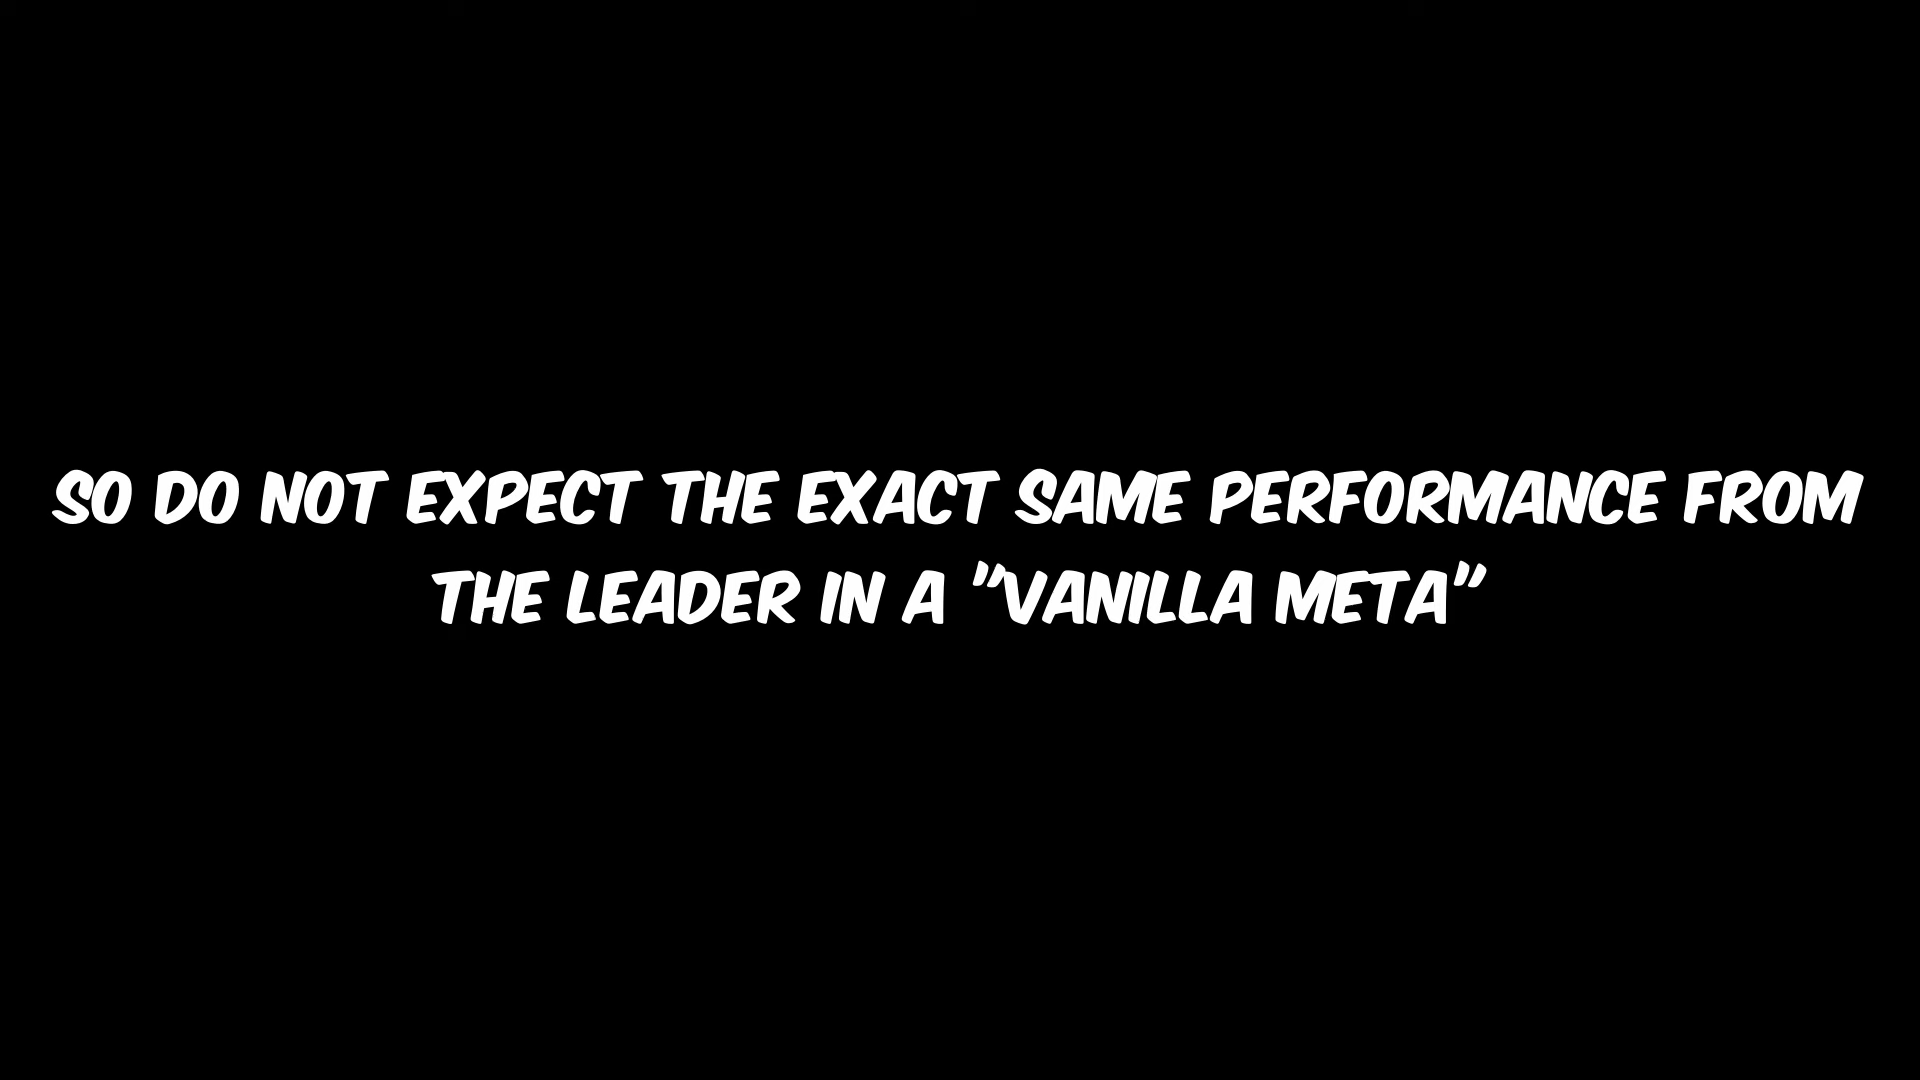 SO DO NOT EXPECT THE EXACT SAME PERFORMANCE FROM
THE LEADER IN A "VANILLA META"